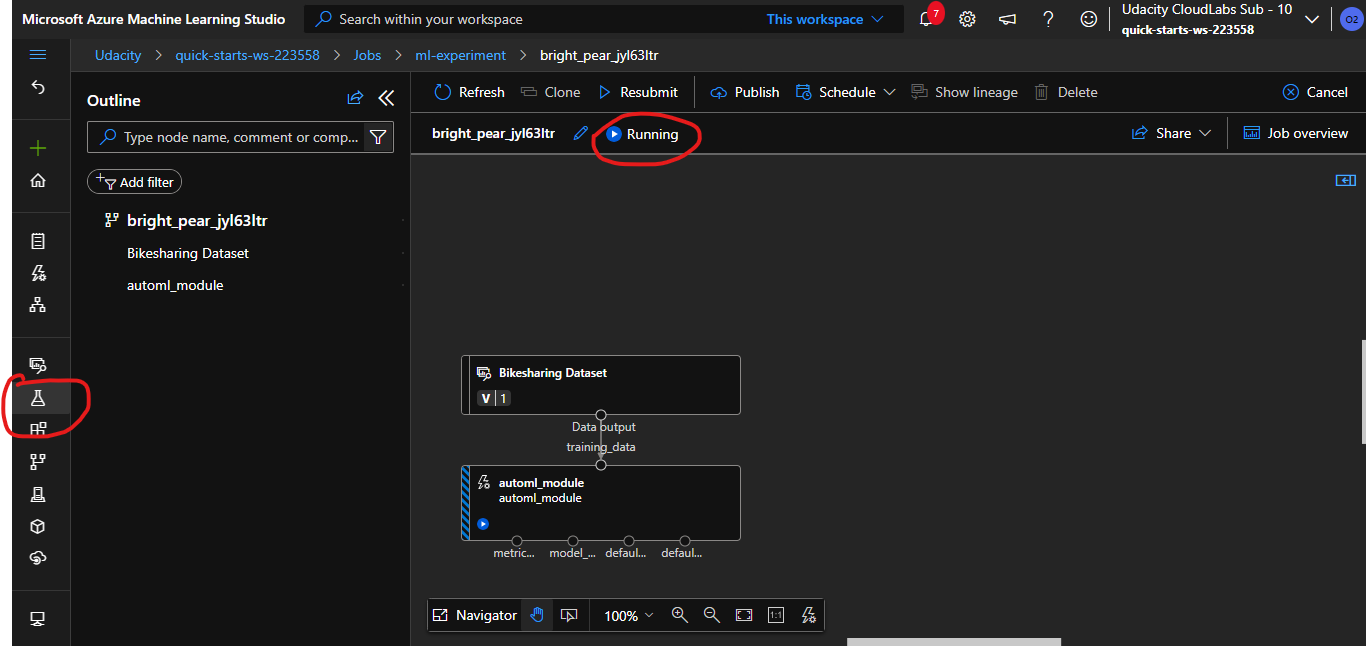 Microsoft Azure Machine Learning Studio
Search within your workspace
This workspace
7
?
Udacity CloudLabs Sub - 10
quick-starts-ws-223558
O2
Udacity > quick-starts-ws-223558 > Jobs > ml-experiment > bright_pear_jyl63ltr
Outline
Type node name, comment or comp...
Add filter
bright_pear_jyl63ltr
Bikesharing Dataset
automl_module
Refresh Clone Resubmit Publish Schedule Show lineage Delete Cancel
bright_pear_jyl63ltr Running Share Job overview
Bikesharing Dataset
V 1
Data output
training_data
automl_module
automl_module
metric... model_... defaul... defaul...
Navigator 100% 1:1